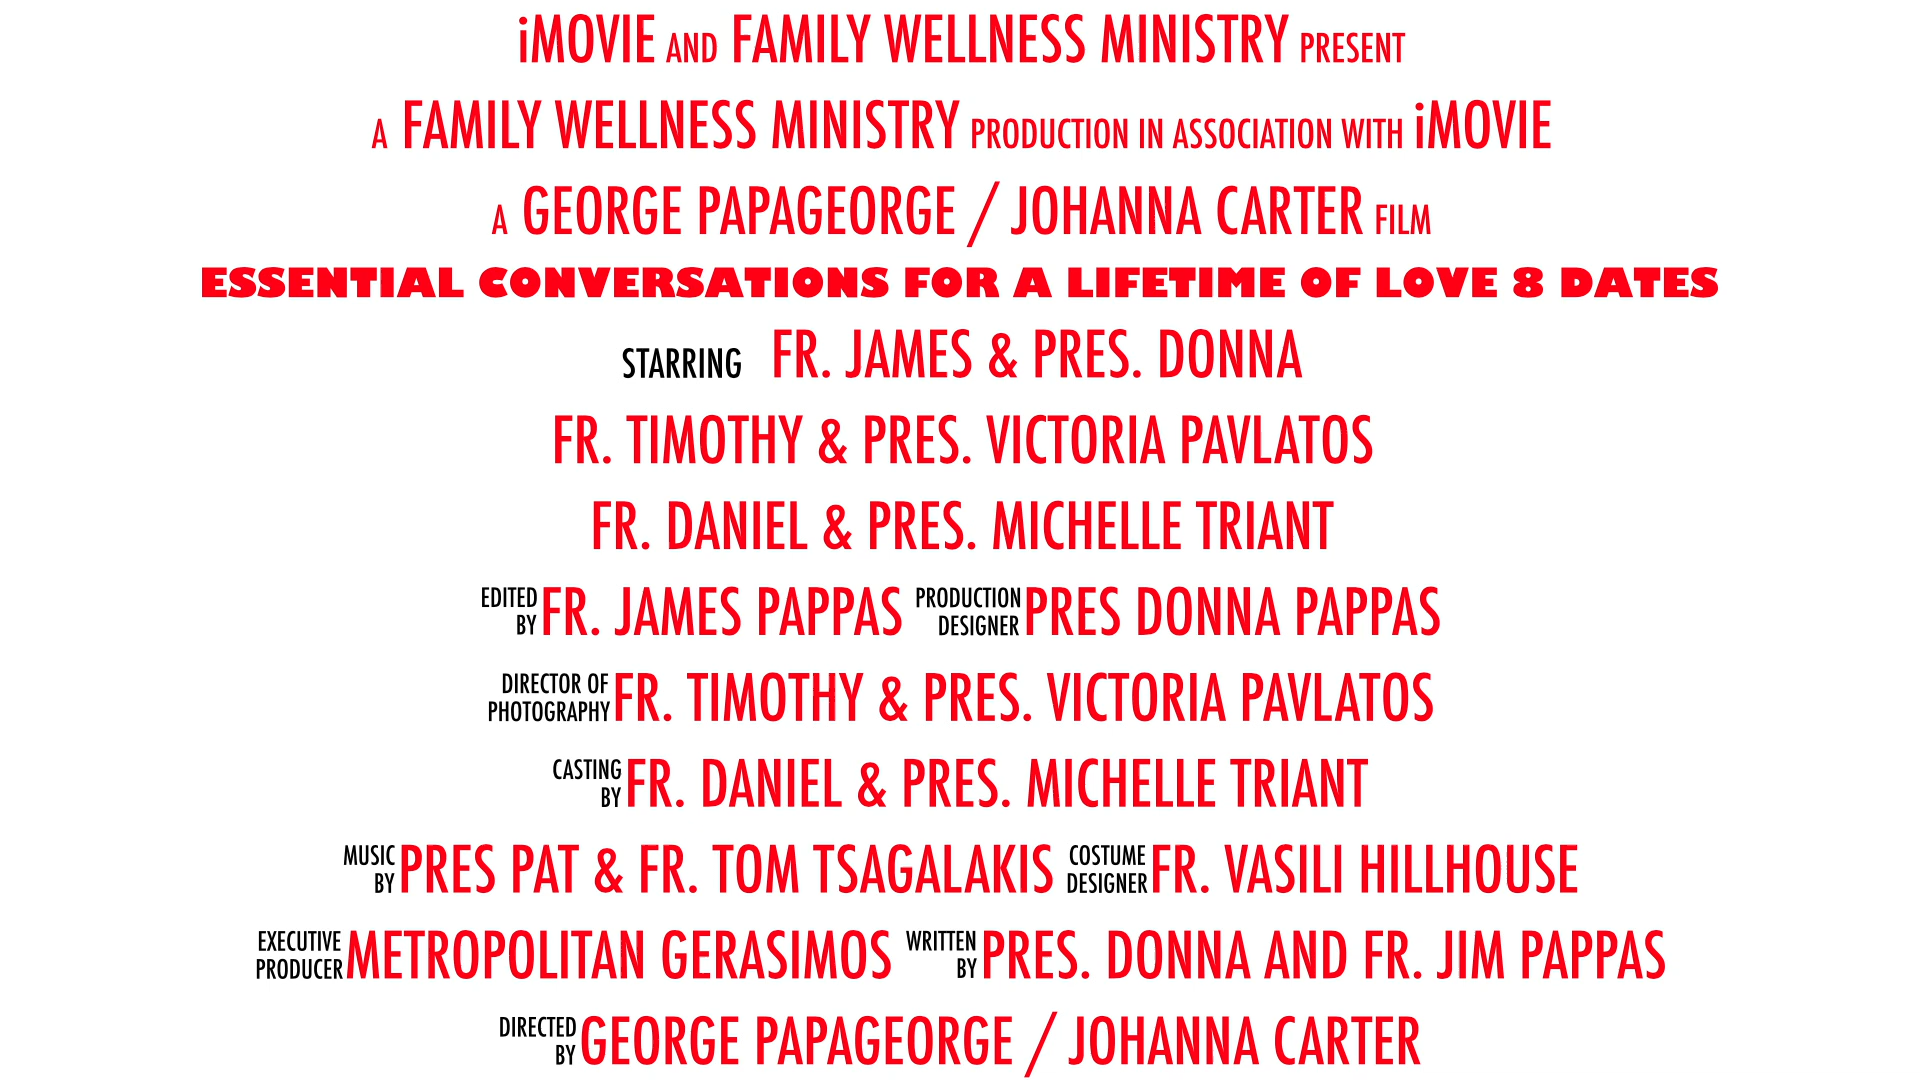 iMOVIE AND FAMILY WELLNESS MINISTRY PRESENT
A FAMILY WELLNESS MINISTRY PRODUCTION IN ASSOCIATION WITH iMOVIE
A GEORGE PAPAGEORGE / JOHANNA CARTER FILM
ESSENTIAL CONVERSATIONS FOR A LIFETIME OF LOVE 8 DATES
STARRING FR. JAMES & PRES. DONNA
FR. TIMOTHY & PRES. VICTORIA PAVLATOS
FR. DANIEL & PRES. MICHELLE TRIANT
EDITED BY FR. JAMES PAPPAS PRODUCTION DESIGNER PRES DONNA PAPPAS
DIRECTOR OF PHOTOGRAPHY FR. TIMOTHY & PRES. VICTORIA PAVLATOS
CASTING BY FR. DANIEL & PRES. MICHELLE TRIANT
MUSIC BY PRES PAT & FR. TOM TSAGALAKIS COSTUME DESIGNER FR. VASILI HILLHOUSE
EXECUTIVE PRODUCER METROPOLITAN GERASIMOS WRITTEN BY PRES. DONNA AND FR. JIM PAPPAS
DIRECTED BY GEORGE PAPAGEORGE / JOHANNA CARTER